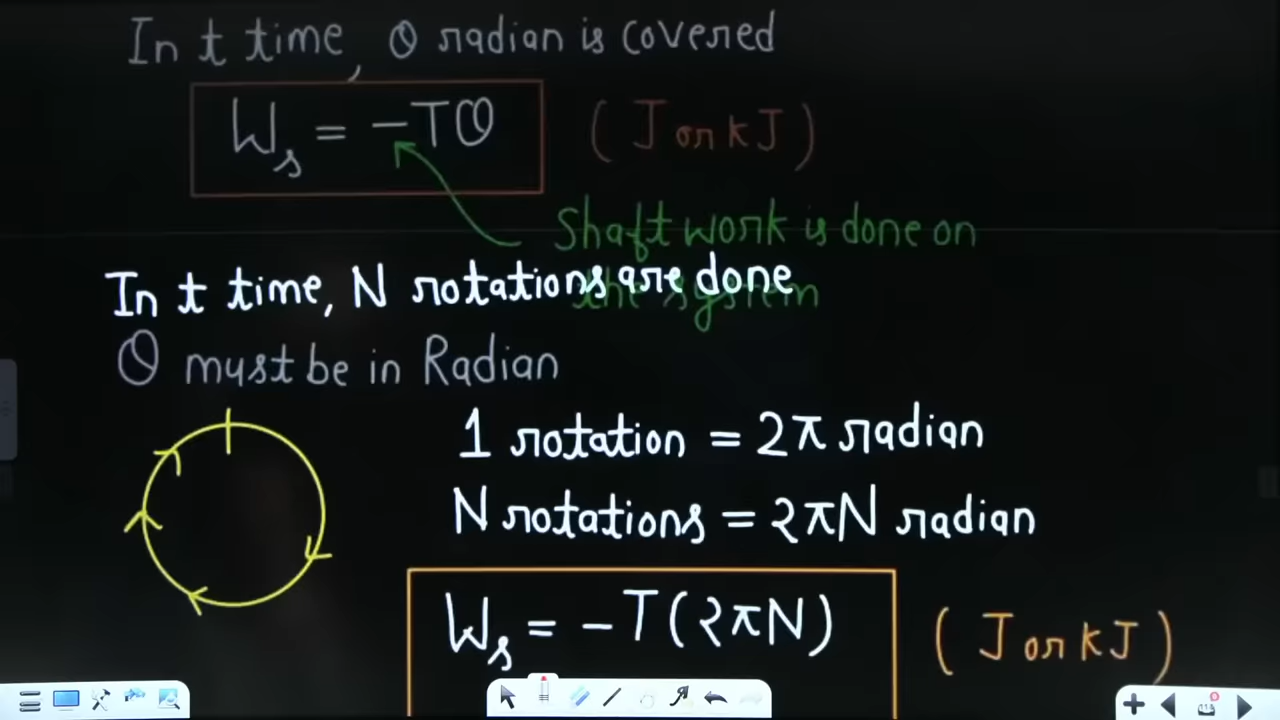 In t time, θ radian is covered
Ws = -Tθ (J or kJ)
Shaft work is done on
the system
In t time, N rotations are done
θ must be in Radian
1 rotation = 2π radian
N rotations = 2πN radian
Ws = -T(2πN) (J or kJ)